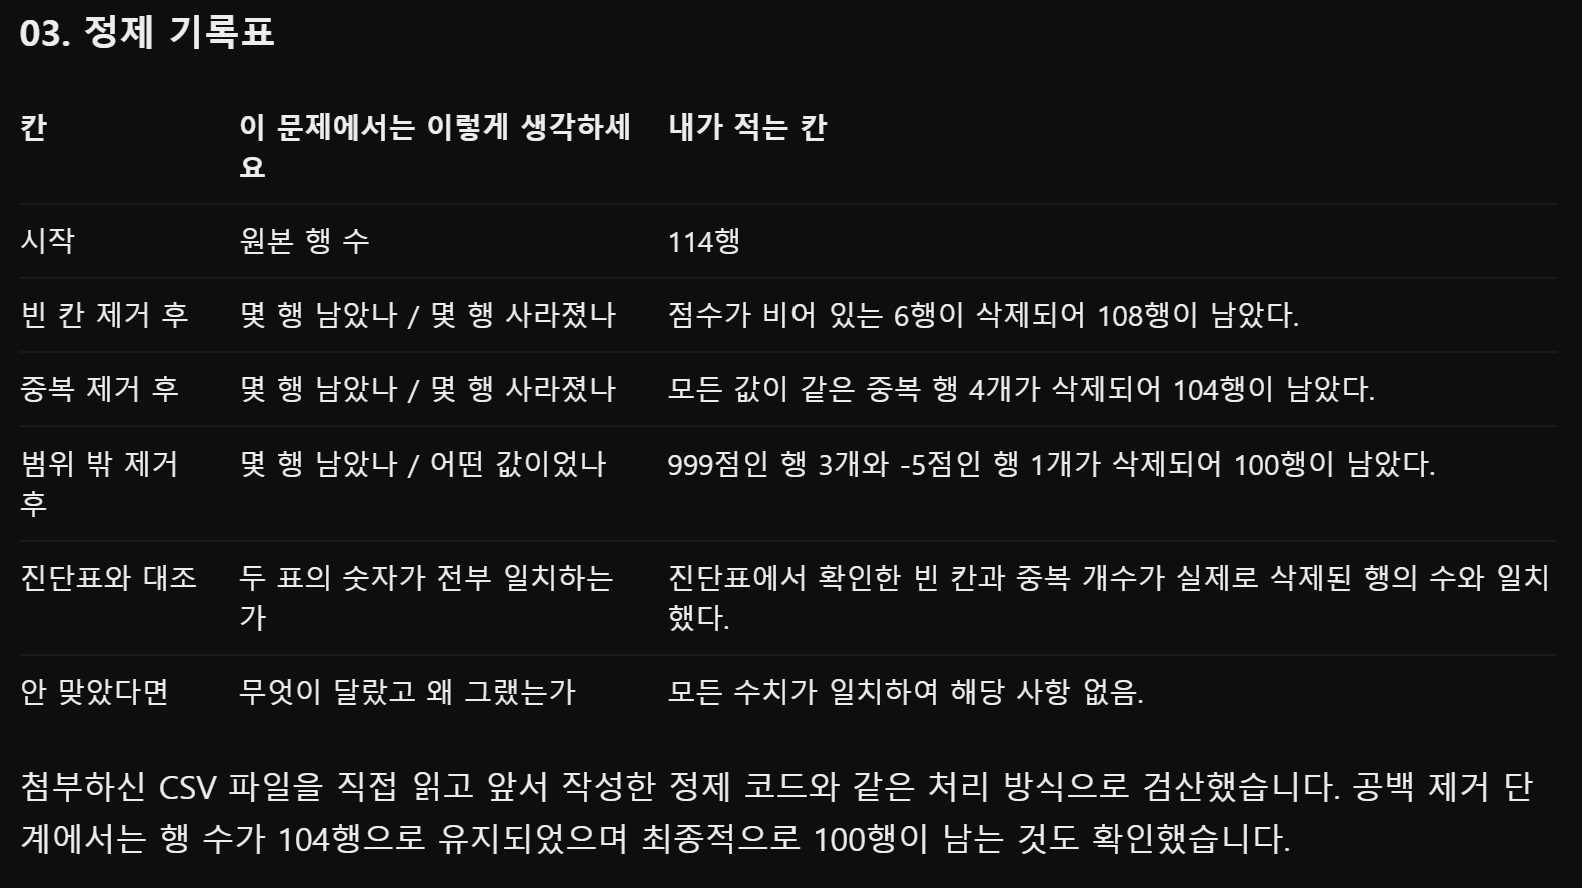 03. 정제 기록표
칸 이 문제에서는 이렇게 생각하세 내가 적는 칸
요
시작 원본 행 수 114행
빈 칸 제거 후 몇 행 남았나 / 몇 행 사라졌나 점수가 비어 있는 6행이 삭제되어 108행이 남았다.
중복 제거 후 몇 행 남았나 / 몇 행 사라졌나 모든 값이 같은 중복 행 4개가 삭제되어 104행이 남았다.
범위 밖 제거 몇 행 남았나 / 어떤 값이었나 999점인 행 3개와 -5점인 행 1개가 삭제되어 100행이 남았다.
후
진단표와 대조 두 표의 숫자가 전부 일치하는 진단표에서 확인한 빈 칸과 중복 개수가 실제로 삭제된 행의 수와 일치
가 했다.
안 맞았다면 무엇이 달랐고 왜 그랬는가 모든 수치가 일치하여 해당 사항 없음.
첨부하신 CSV 파일을 직접 읽고 앞서 작성한 정제 코드와 같은 처리 방식으로 검산했습니다. 공백 제거 단
계에서는 행 수가 104행으로 유지되었으며 최종적으로 100행이 남는 것도 확인했습니다.